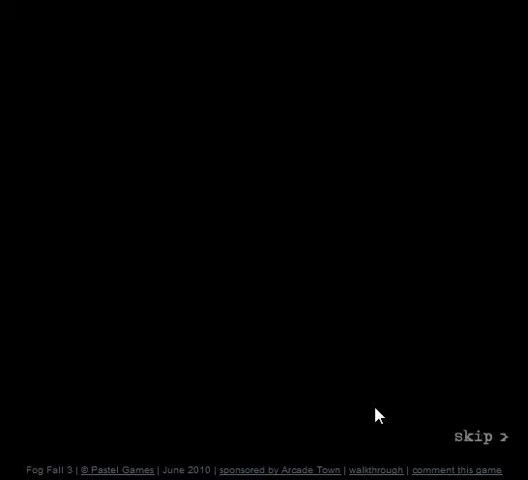 skip >
Fog Fall 3 | © Pastel Games | June 2010 | sponsored by Arcade Town | walkthrough | comment this game